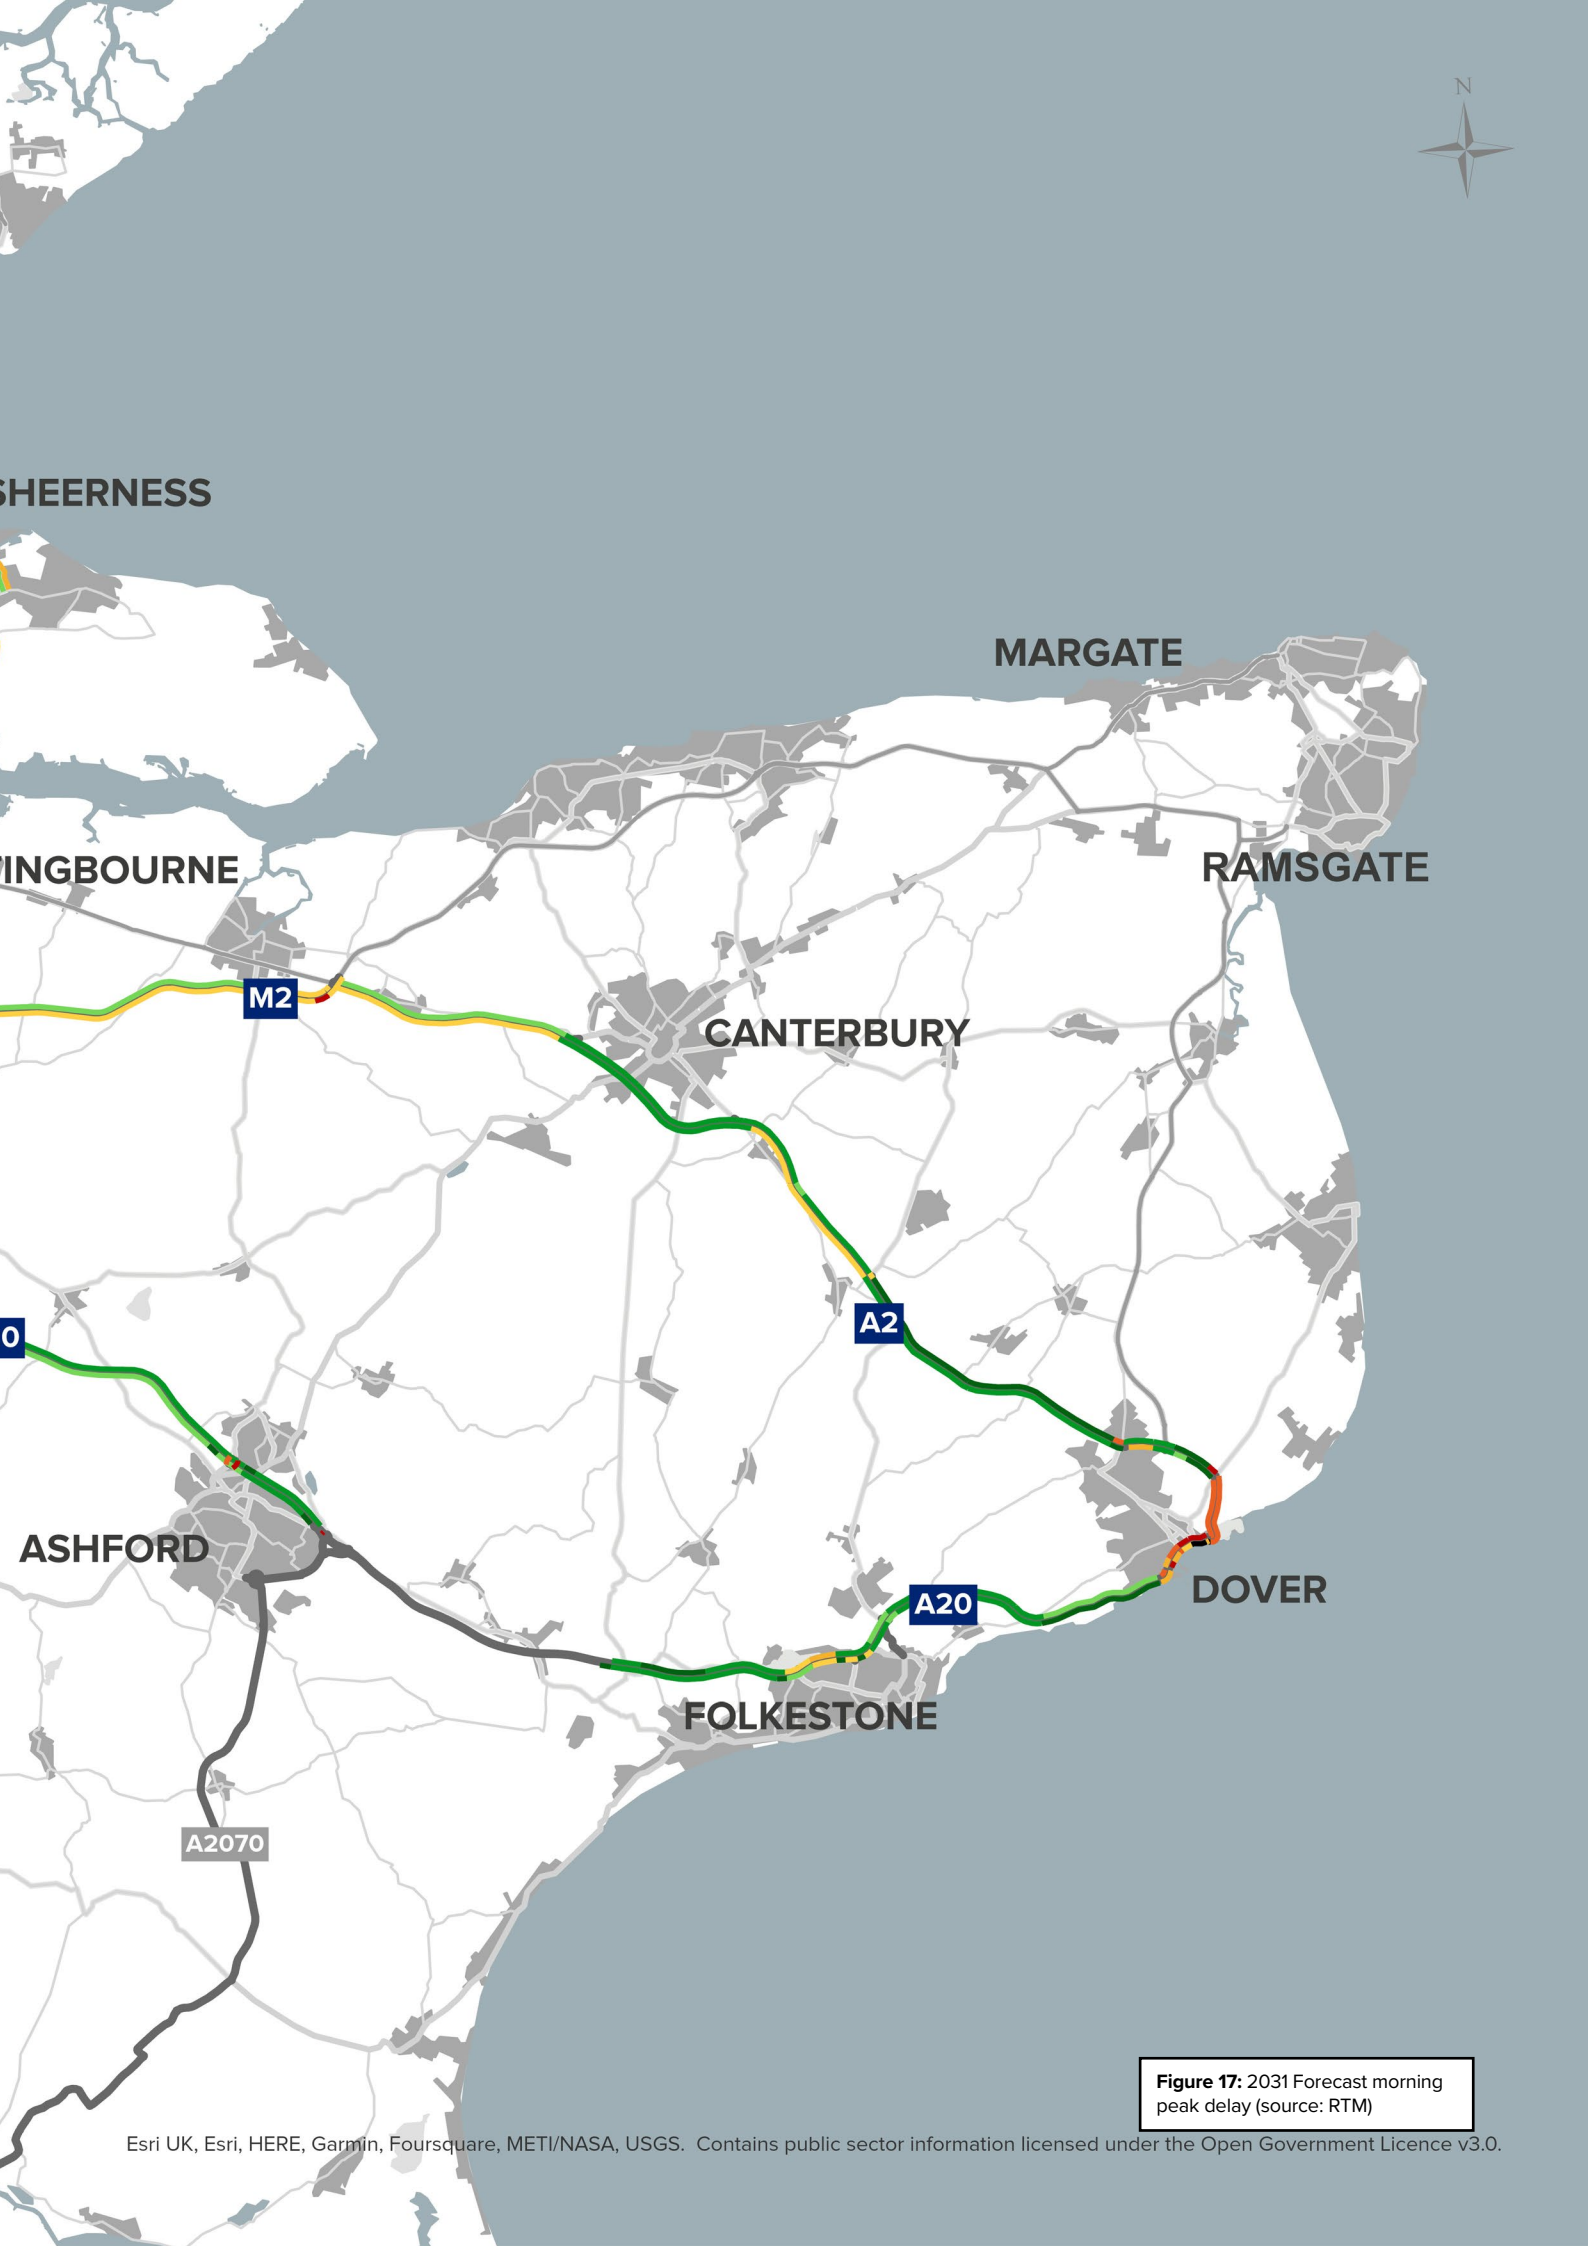 N
SHEERNESS
MARGATE
INGBOURNE
RAMSGATE
M2
CANTERBURY
A2
0
ASHFORD
A20
DOVER
FOLKESTONE
A2070
Figure 17: 2031 Forecast morning
peak delay (source: RTM)
Esri UK, Esri, HERE, Garmin, Foursquare, METI/NASA, USGS. Contains public sector information licensed under the Open Government Licence v3.0.